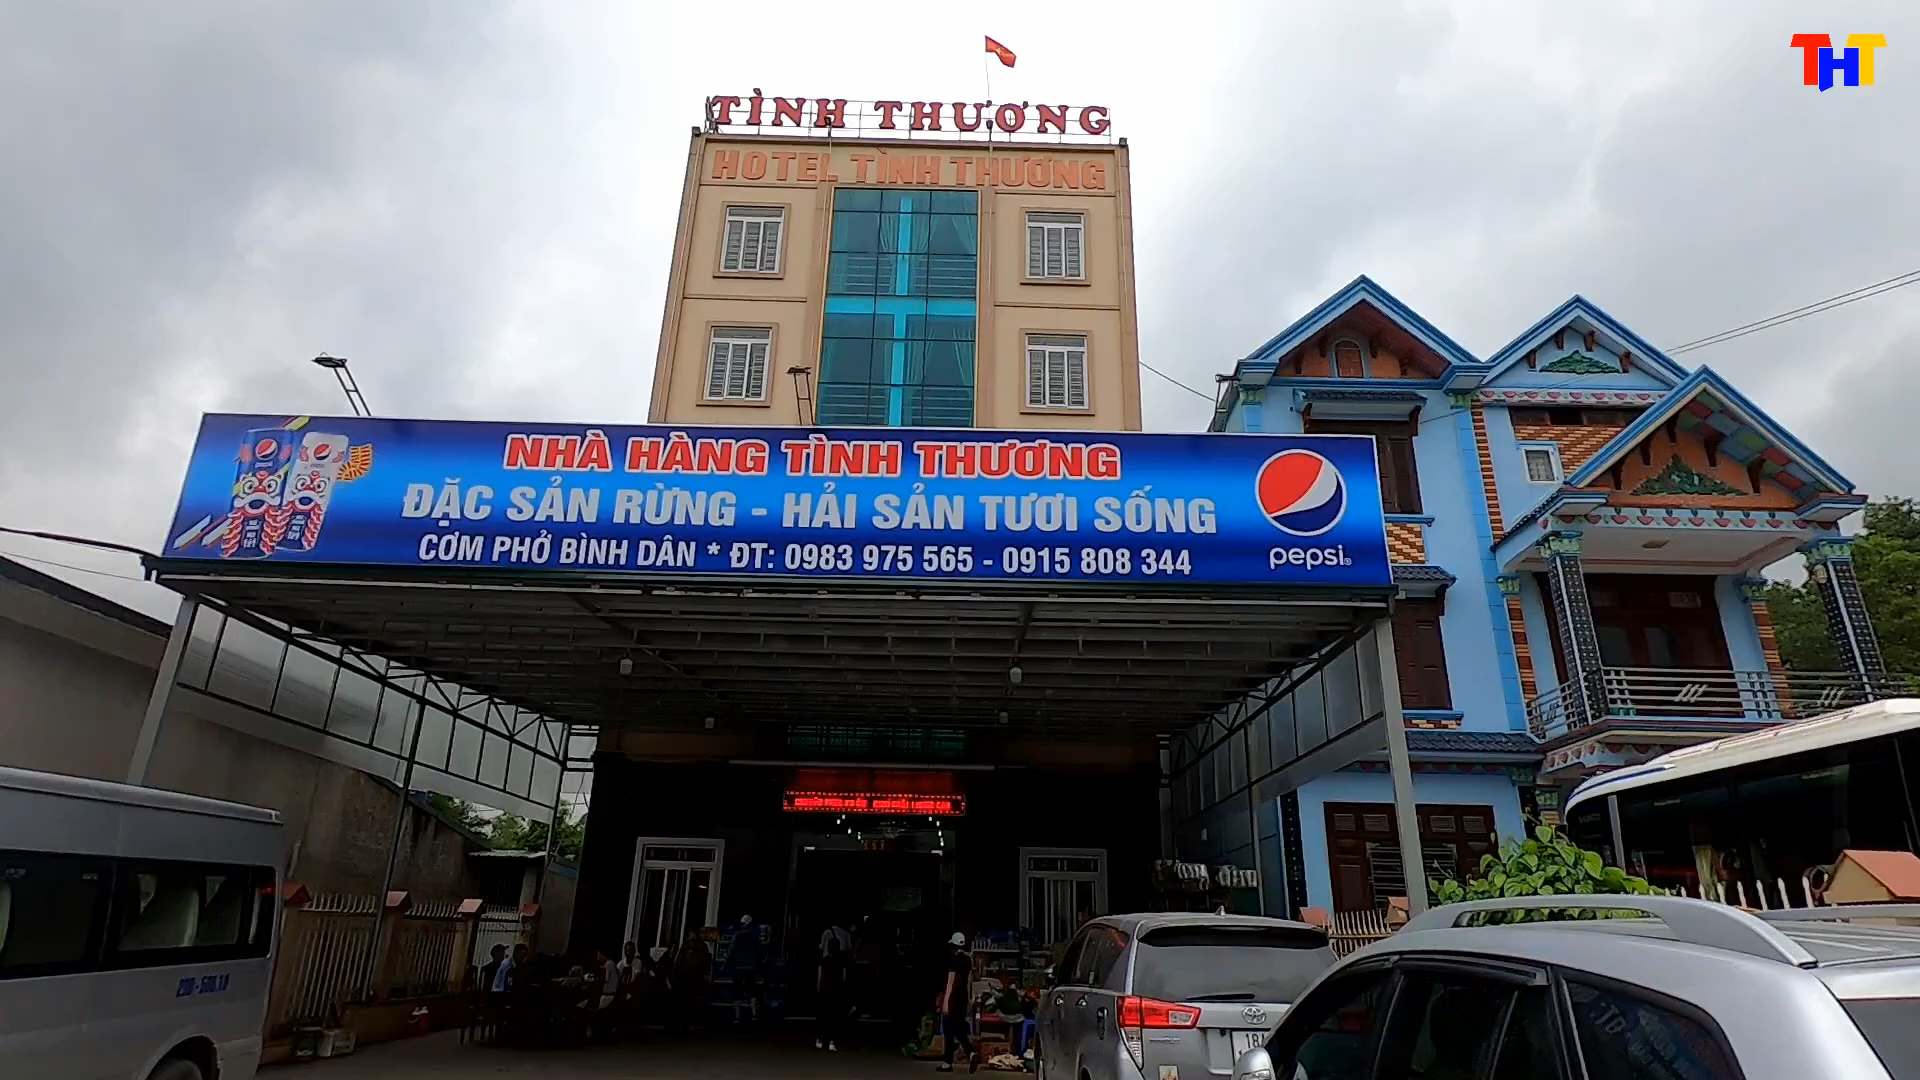 THT
TÌNH THƯƠNG
HOTEL TÌNH THƯƠNG
NHÀ HÀNG TÌNH THƯƠNG
ĐẶC SẢN RỪNG - HẢI SẢN TƯƠI SỐNG
CƠM PHỞ BÌNH DÂN * ĐT: 0983 975 565 - 0915 808 344
pepsi